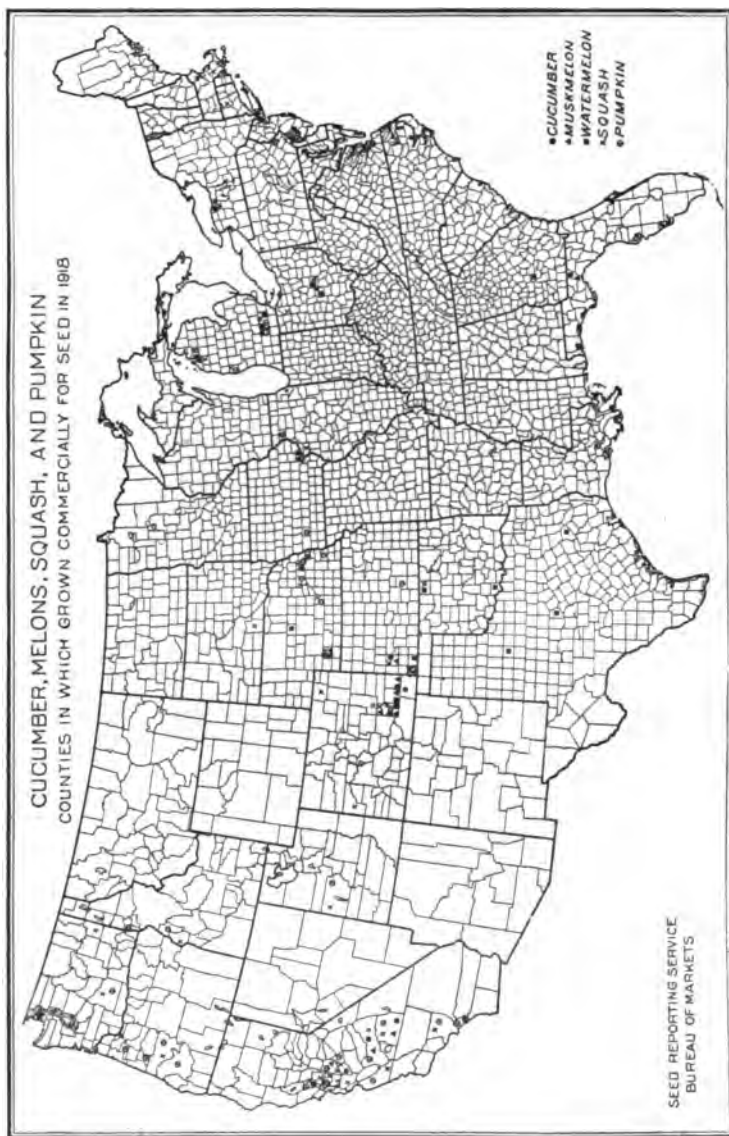 CUCUMBER, MELONS, SQUASH, AND PUMPKIN
COUNTIES IN WHICH GROWN COMMERCIALLY FOR SEED IN 1918
CUCUMBER
MUSKMELON
WATERMELON
SQUASH
PUMPKIN
SEED REPORTING SERVICE
BUREAU OF MARKETS